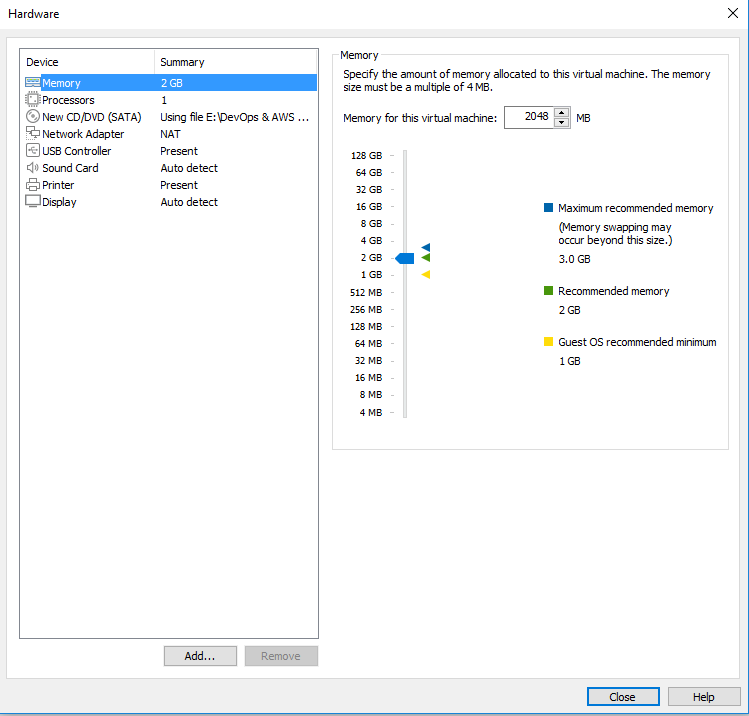 Hardware
Device Summary
Memory 2 GB
Processors 1
New CD/DVD (SATA) Using file E:\DevOps & AWS ...
Network Adapter NAT
USB Controller Present
Sound Card Auto detect
Printer Present
Display Auto detect
Add... Remove
Memory
Specify the amount of memory allocated to this virtual machine. The memory
size must be a multiple of 4 MB.
Memory for this virtual machine: 2048 MB
128 GB
64 GB
32 GB
16 GB
8 GB
4 GB
2 GB
1 GB
512 MB
256 MB
128 MB
64 MB
32 MB
16 MB
8 MB
4 MB
Maximum recommended memory
(Memory swapping may
occur beyond this size.)
3.0 GB
Recommended memory
2 GB
Guest OS recommended minimum
1 GB
Close Help